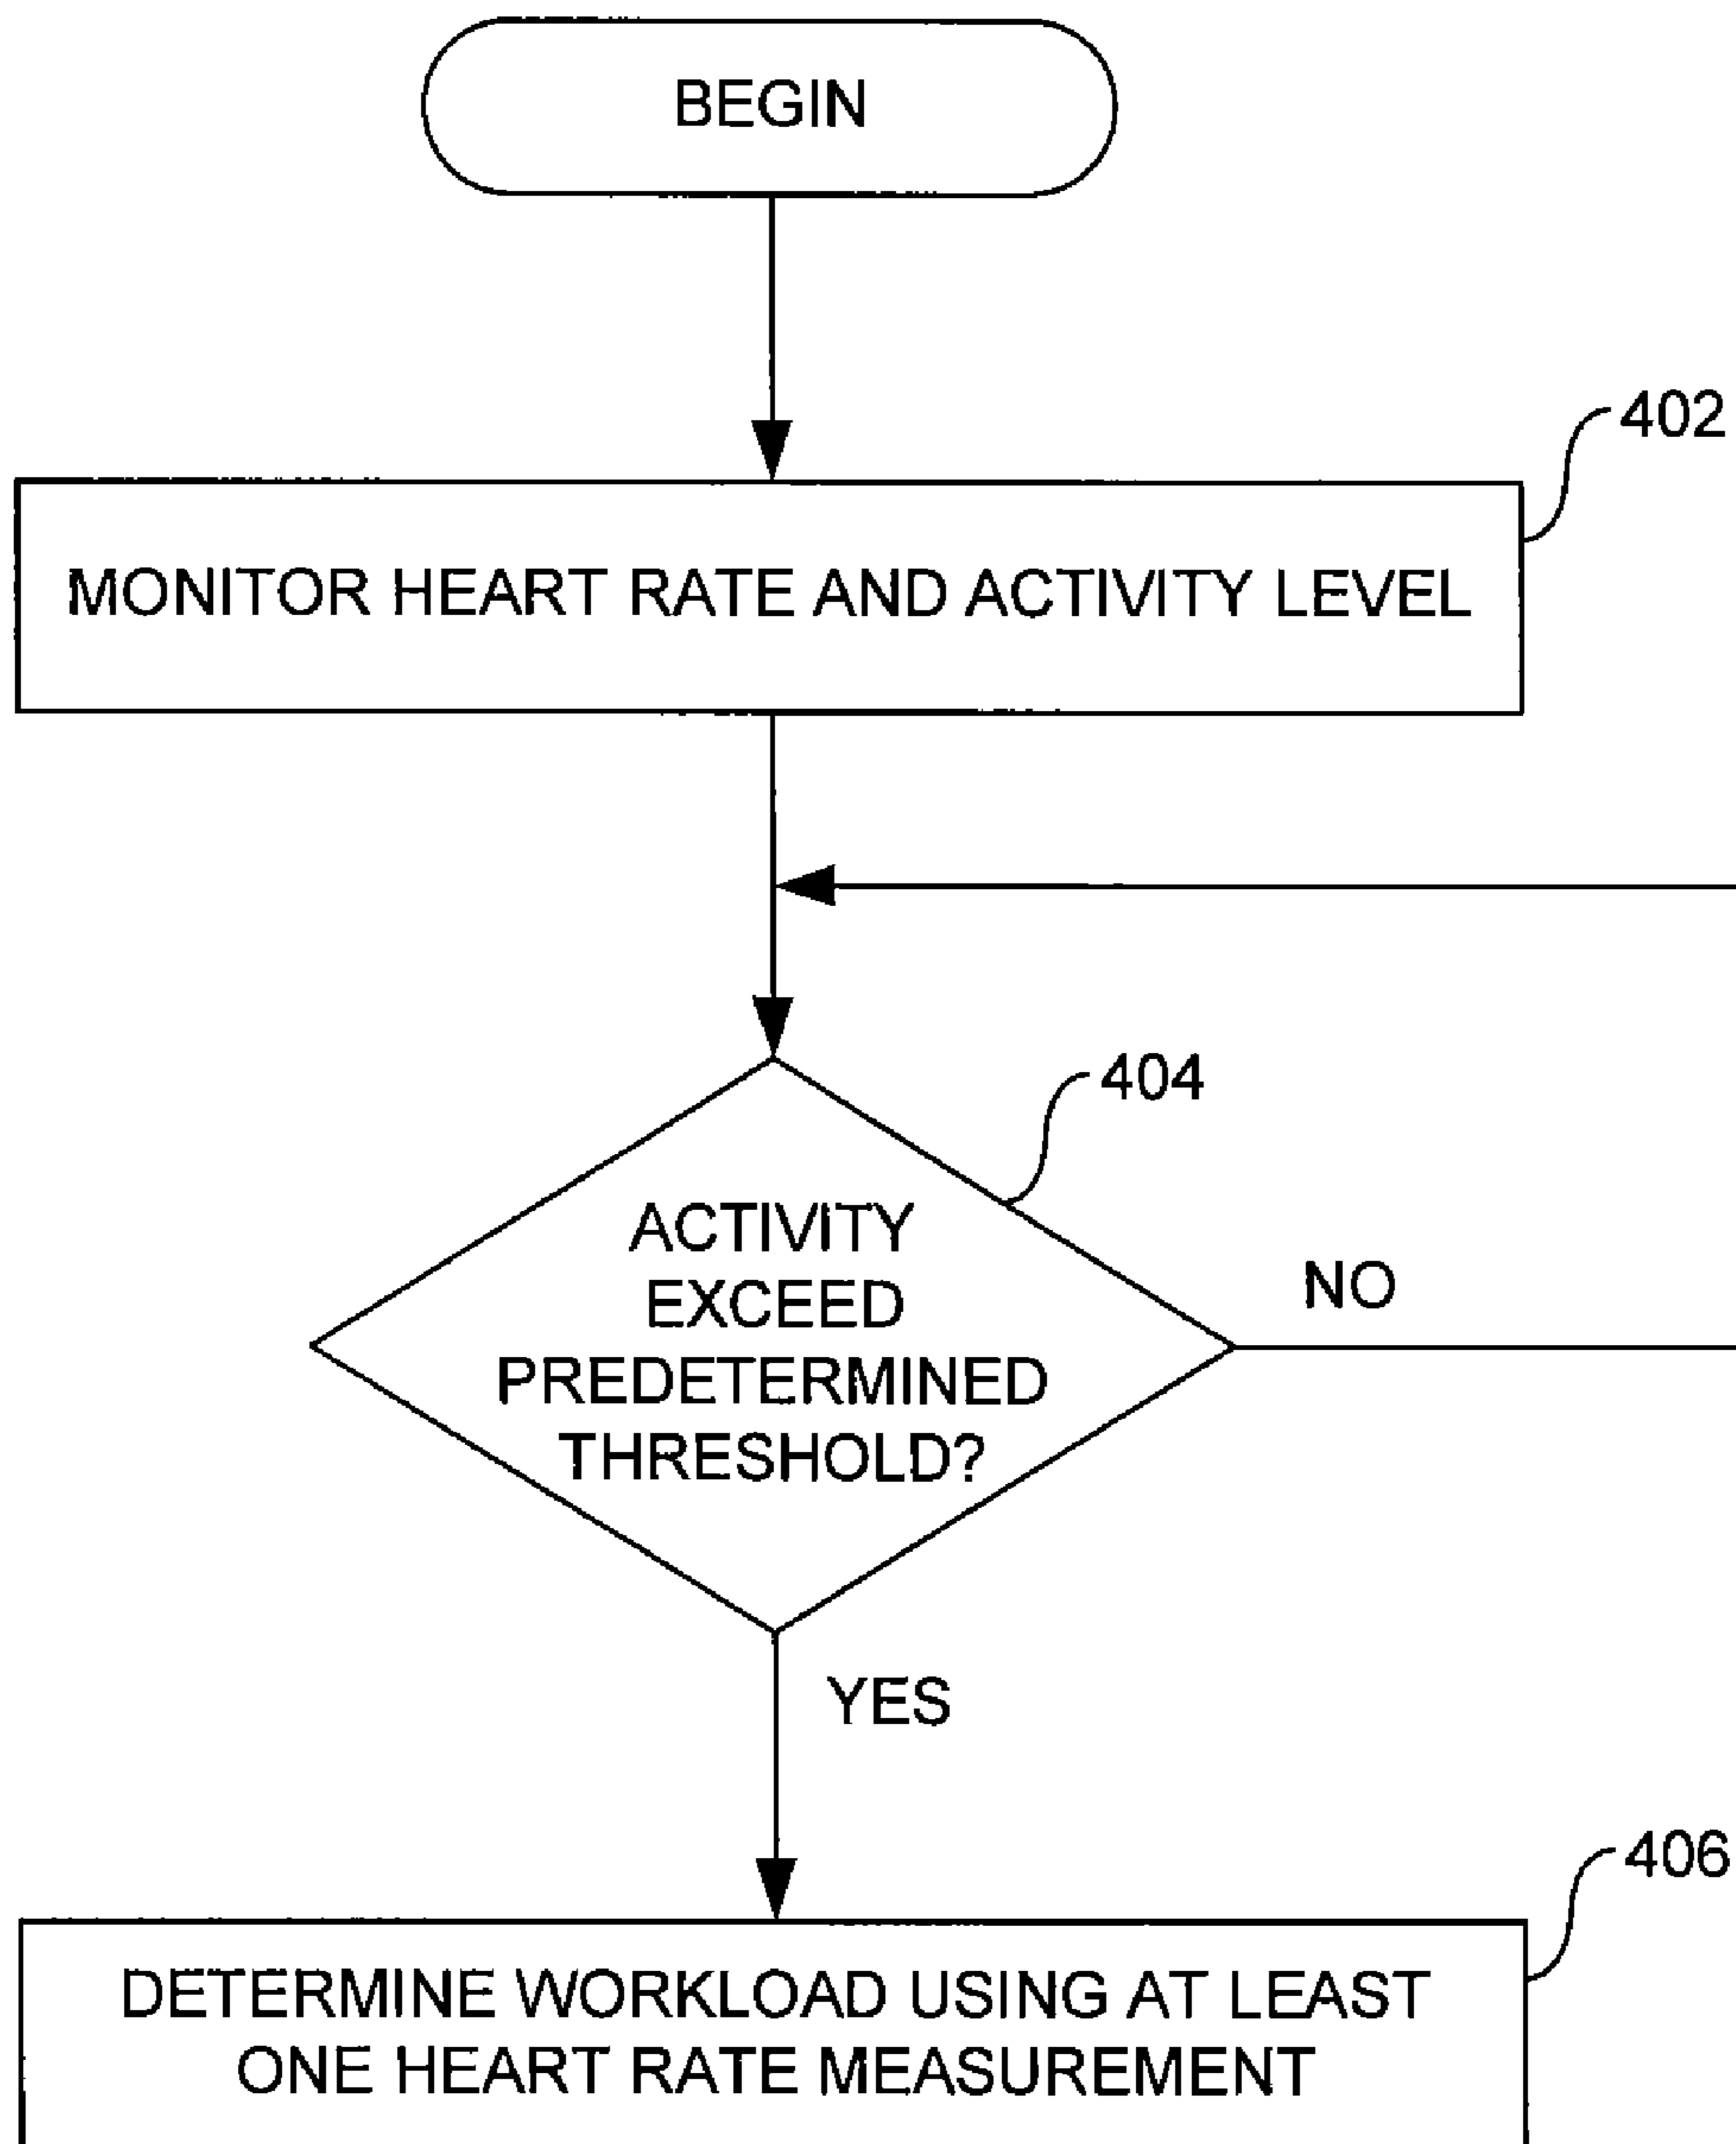 BEGIN
402
MONITOR HEART RATE AND ACTIVITY LEVEL
404
ACTIVITY
EXCEED
PREDETERMINED
THRESHOLD?
NO
YES
406
DETERMINE WORKLOAD USING AT LEAST
ONE HEART RATE MEASUREMENT